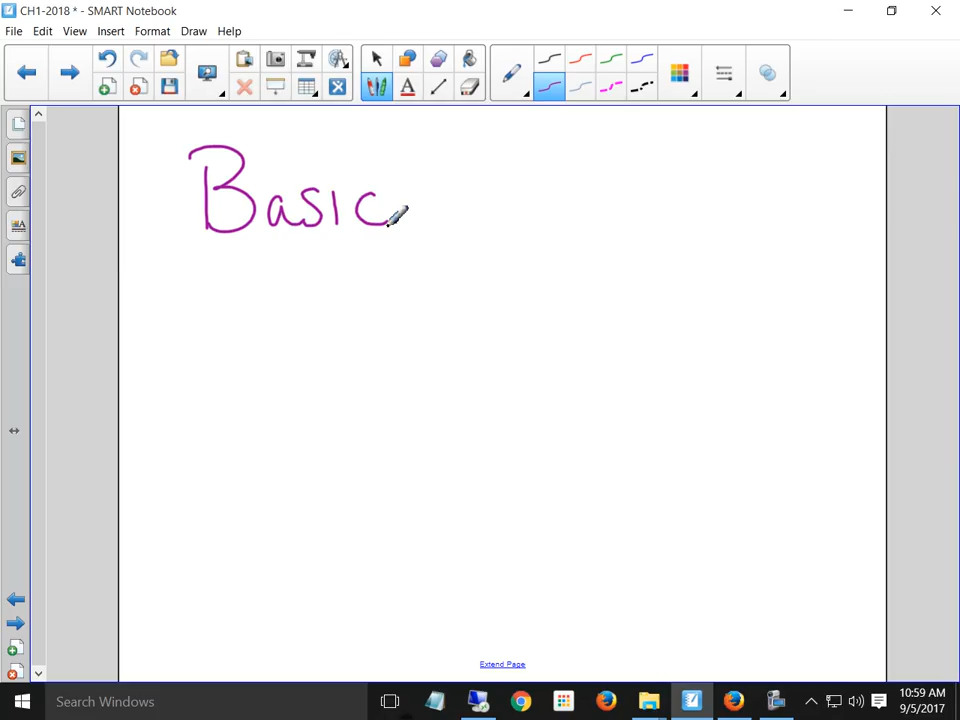 CH1-2018 * - SMART Notebook
File Edit View Insert Format Draw Help
Basic
Extend Page
Search Windows
10:59 AM
9/5/2017